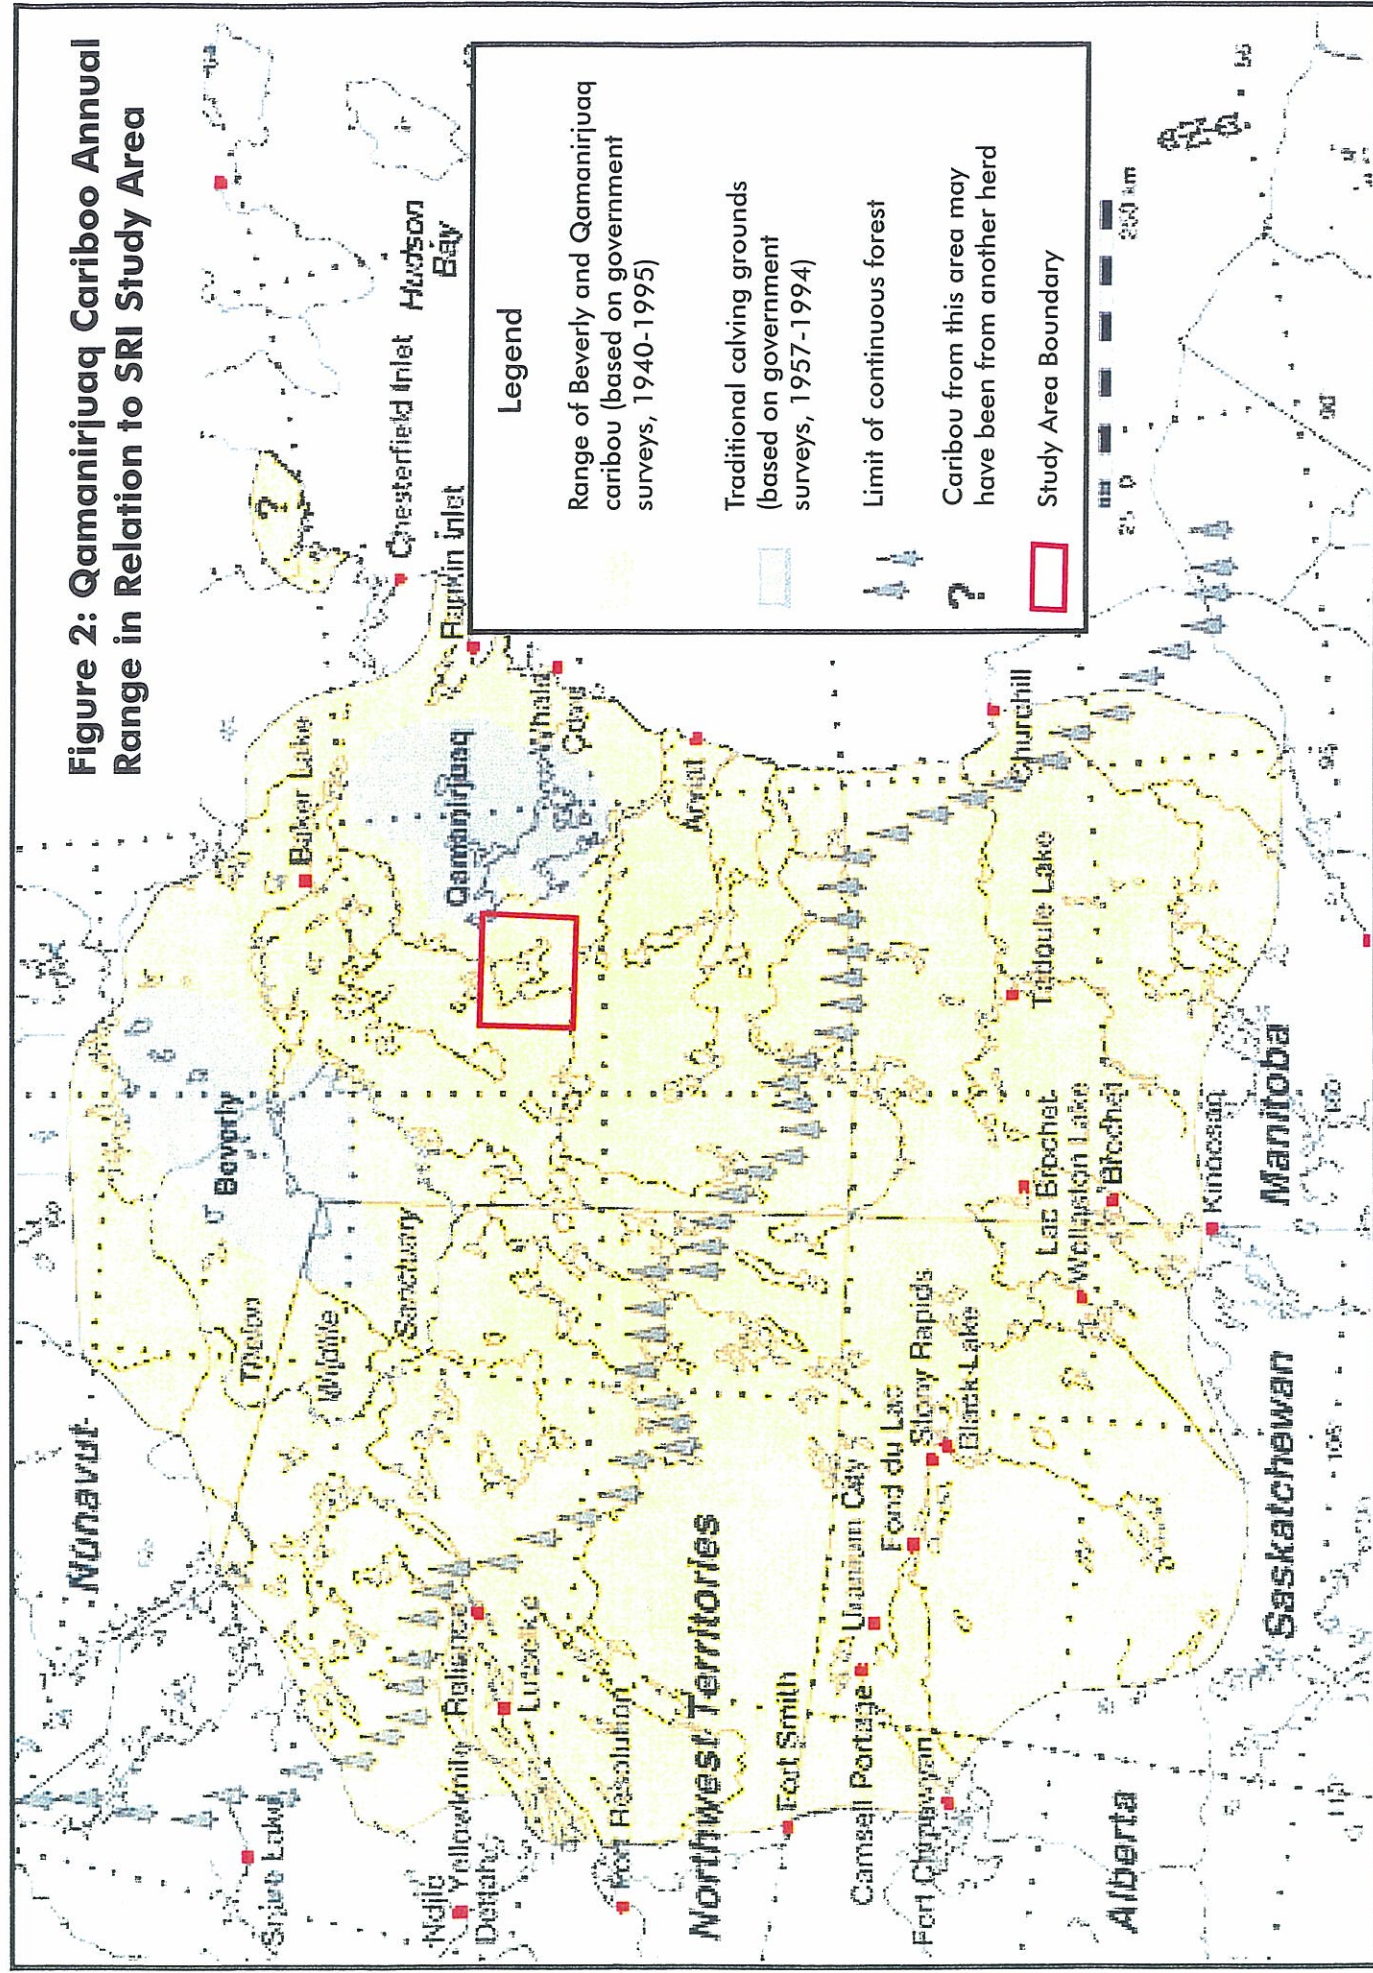 Figure 2: Qamanirjuaq Cariboo Annual
Range in Relation to SRI Study Area
Nunavut
Hudson
Bay
Chesterfield Inlet
Rankin Inlet
Whale
Cove
Baker Lake
Qamanirjuaq
Arviat
Churchill
Beverly
Thelon
Wildlife
Sanctuary
Snare Lake
Ndilo
Yellowknife
Dettah
Reliance
Lutselke
Fort Resolution
Northwest Territories
Fort Smith
Camsell Portage
Uranium City
Fond du Lac
Stony Rapids
Black Lake
Fort Chipewyan
Lac Brochet
Wollaston Lake
Brochet
Tadoule Lake
Kinoosan
Alberta
Saskatchewan
Manitoba
Legend
Range of Beverly and Qamanirjuaq
caribou (based on government
surveys, 1940-1995)
Traditional calving grounds
(based on government
surveys, 1957-1994)
Limit of continuous forest
?
Caribou from this area may
have been from another herd
Study Area Boundary
?
25 0 250 km